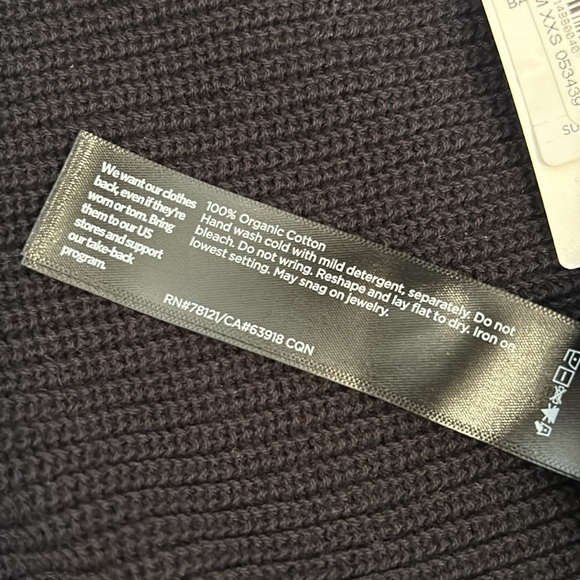 We want our clothes
back, even if they're
worn or torn. Bring
them to our US
stores and support
our take-back
program.
100% Organic Cotton
Hand wash cold with mild detergent, separately. Do not
bleach. Do not wring. Reshape and lay flat to dry. Iron on
lowest setting. May snag on jewelry.
RN#78121/CA#63918 CQN
M XXS 053439
SU